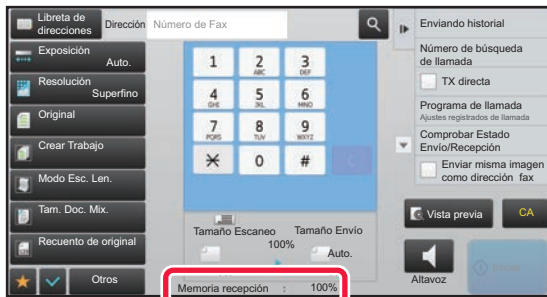 Libreta de
direcciones
Dirección
Número de Fax
Exposición
Auto.
Resolución
Superfino
Original
Crear Trabajo
Modo Esc. Len.
Tam. Doc. Mix.
Recuento de original
Otros
1
2
ABC
3
DEF
4
GHI
5
JKL
6
MNO
7
PQRS
8
TUV
9
WXYZ
0
#
C
Tamaño Escaneo
Tamaño Envío
100%
Auto.
Memoria recepción : 100%
Enviando historial
Número de búsqueda
de llamada
TX directa
Programa de llamada
Ajustes registrados de llamada
Comprobar Estado
Envío/Recepción
Enviar misma imagen
como dirección fax
Vista previa
CA
Altavoz